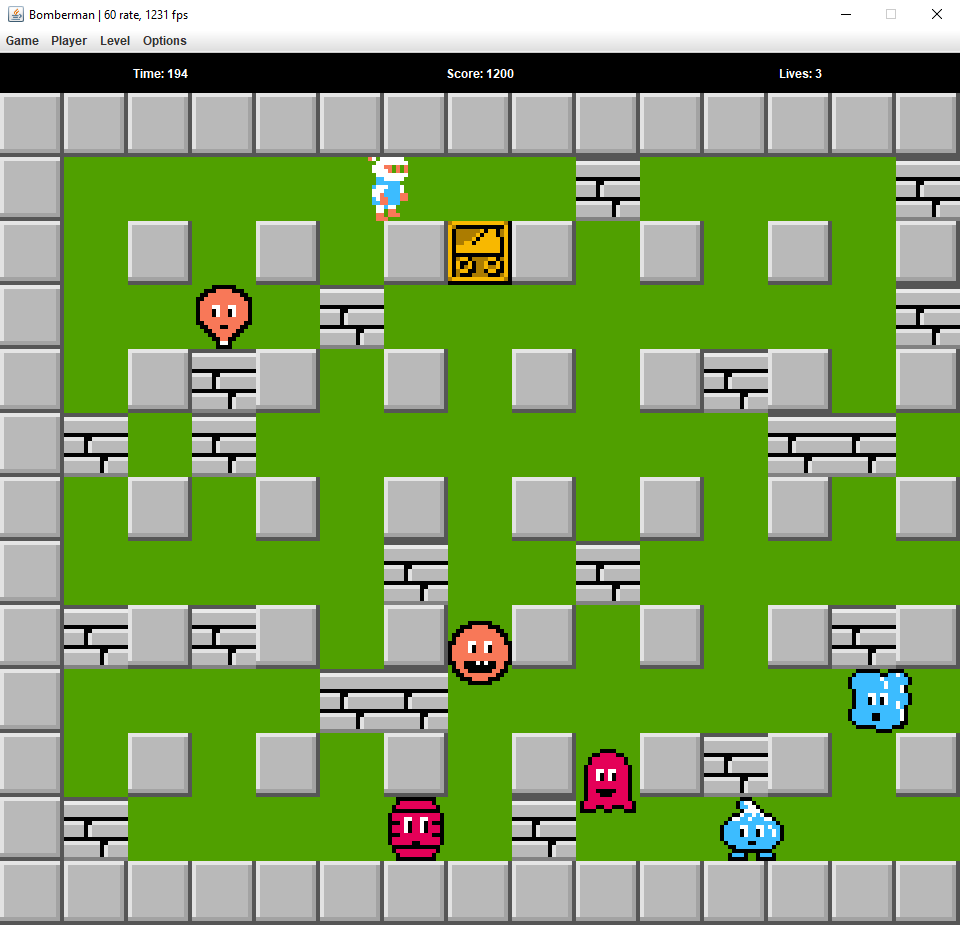 Bomberman | 60 rate, 1231 fps
Game Player Level Options
Time: 194 Score: 1200 Lives: 3